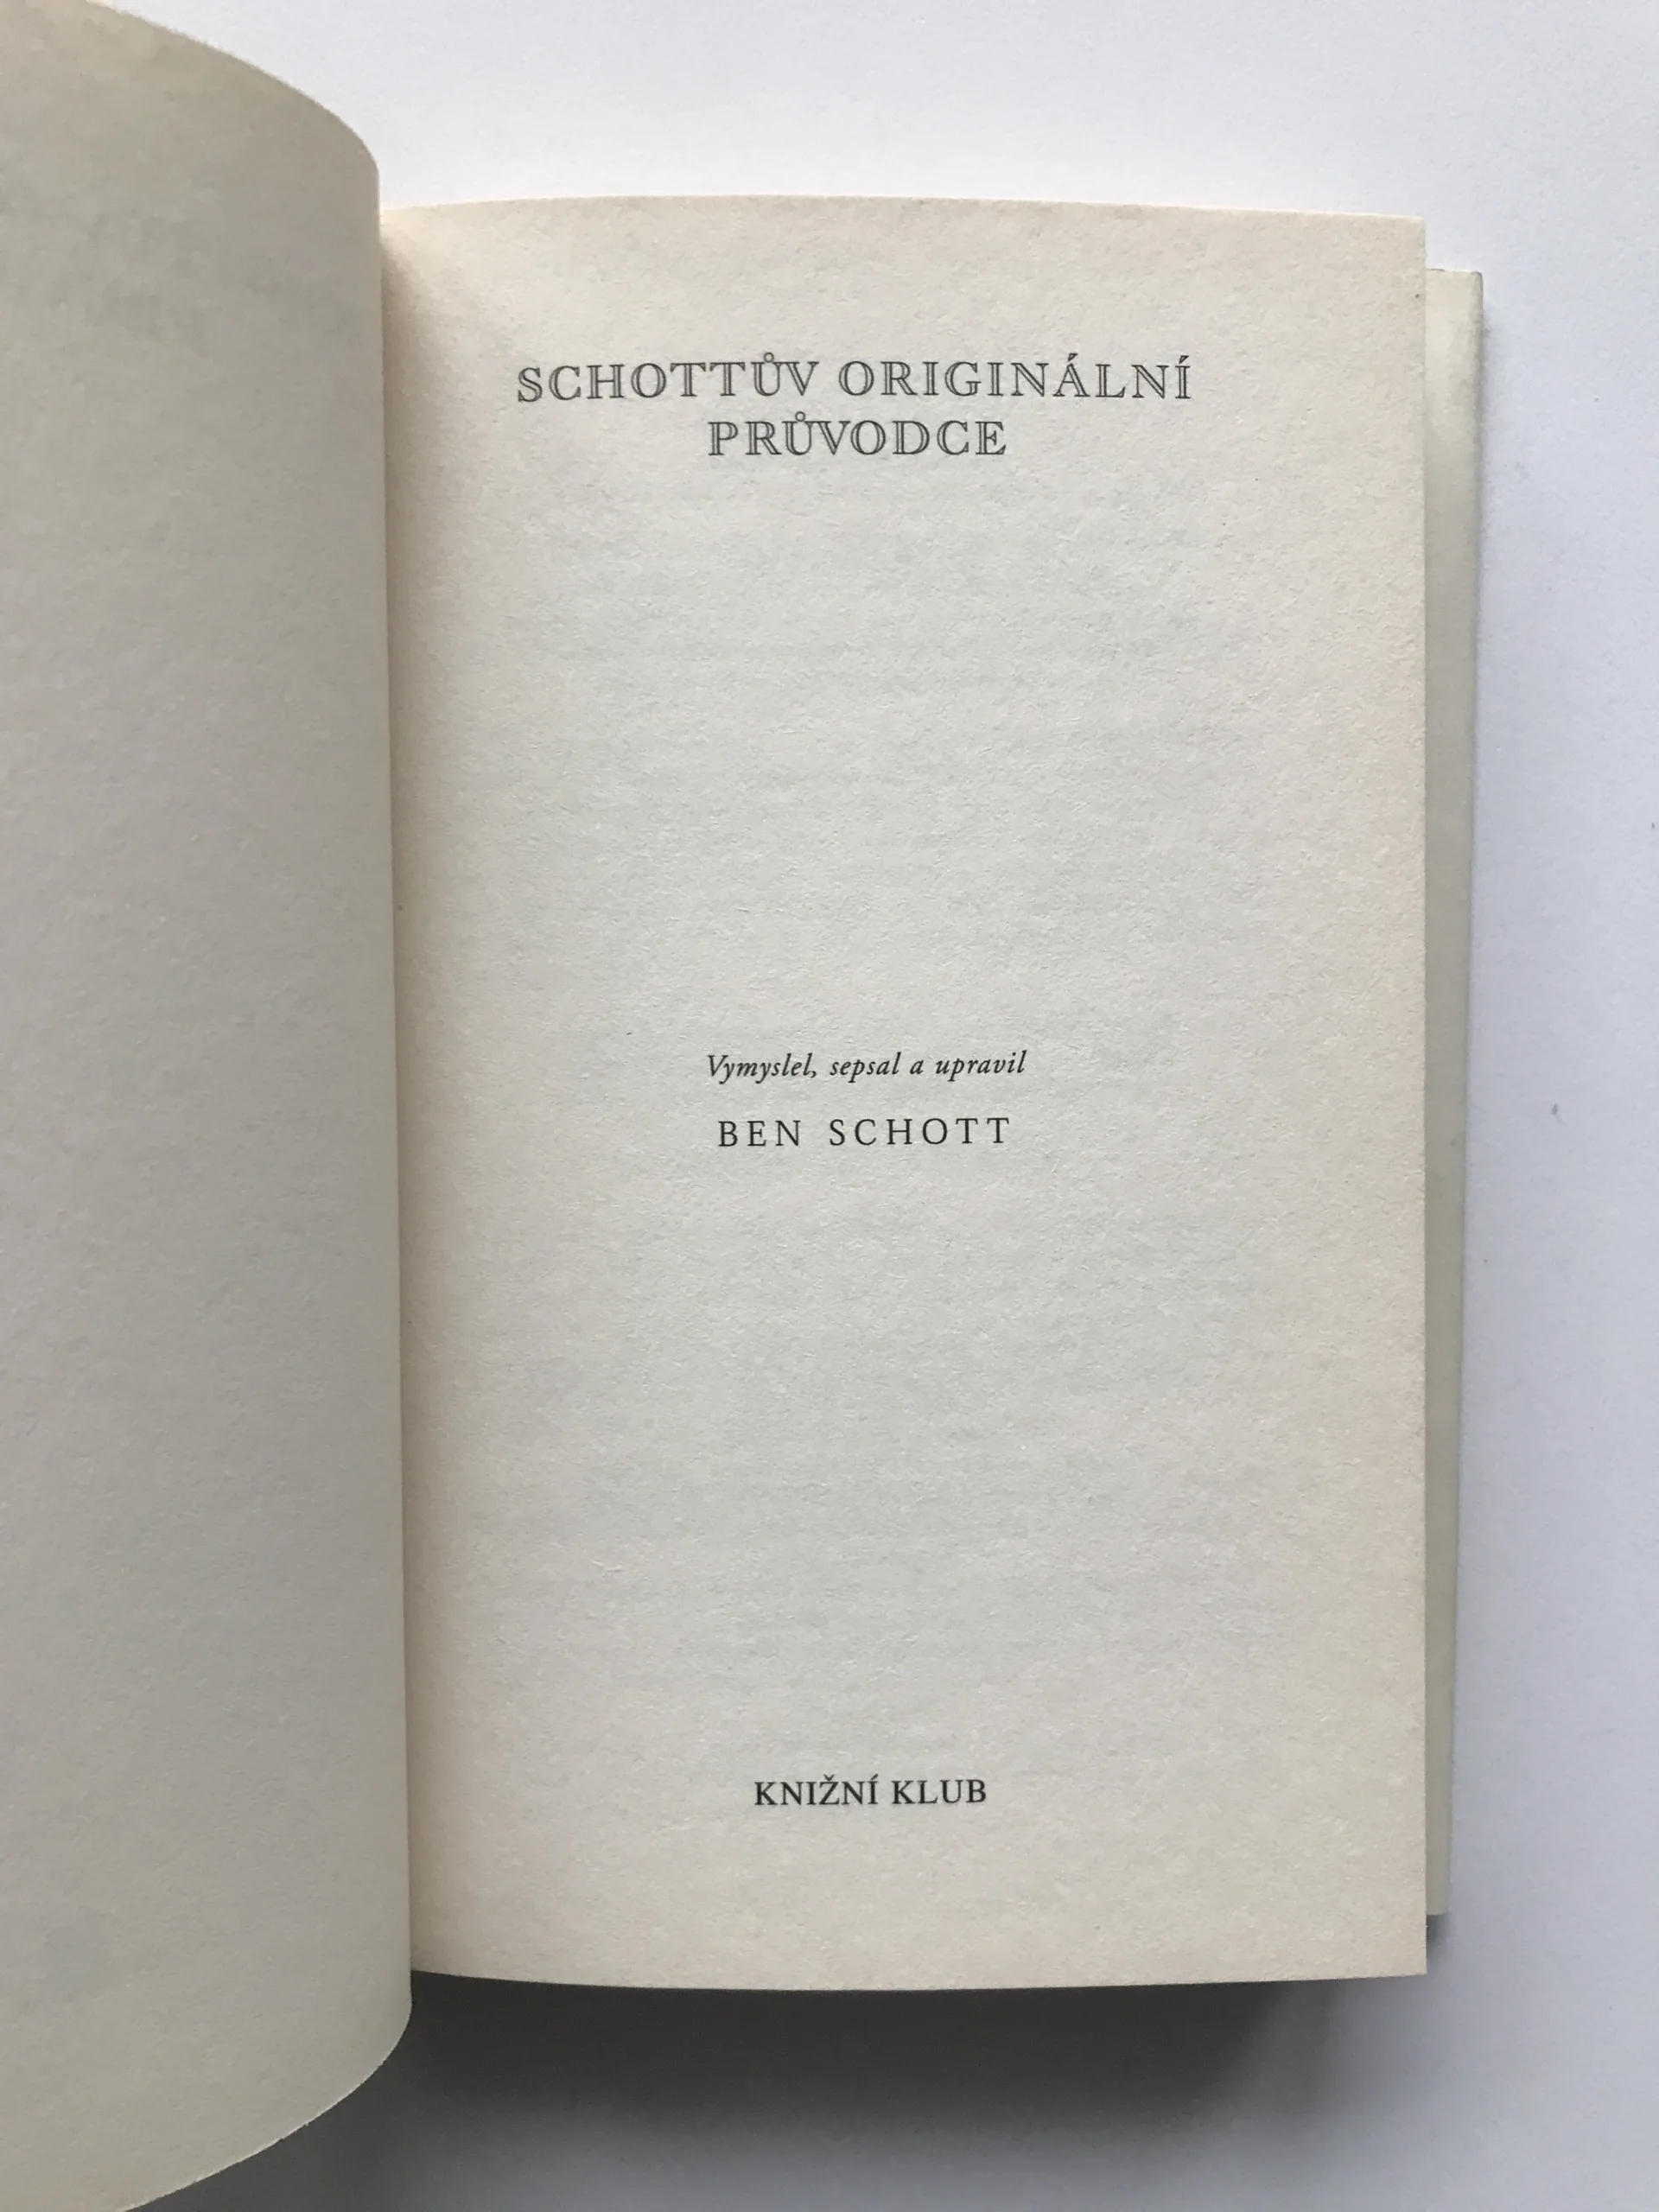 SCHOTTŮV ORIGINÁLNÍ
PRŮVODCE
Vymyslel, sepsal a upravil
BEN SCHOTT
KNIŽNÍ KLUB